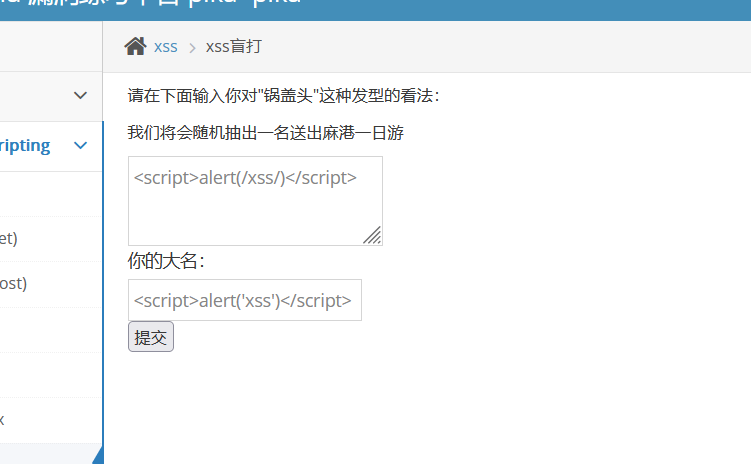 xss > xss盲打
请在下面输入你对"锅盖头"这种发型的看法：
ripting
我们将会随机抽出一名送出麻港一日游
<script>alert(/xss/)</script>
et)
你的大名：
ost)
<script>alert('xss')</script>
提交
x